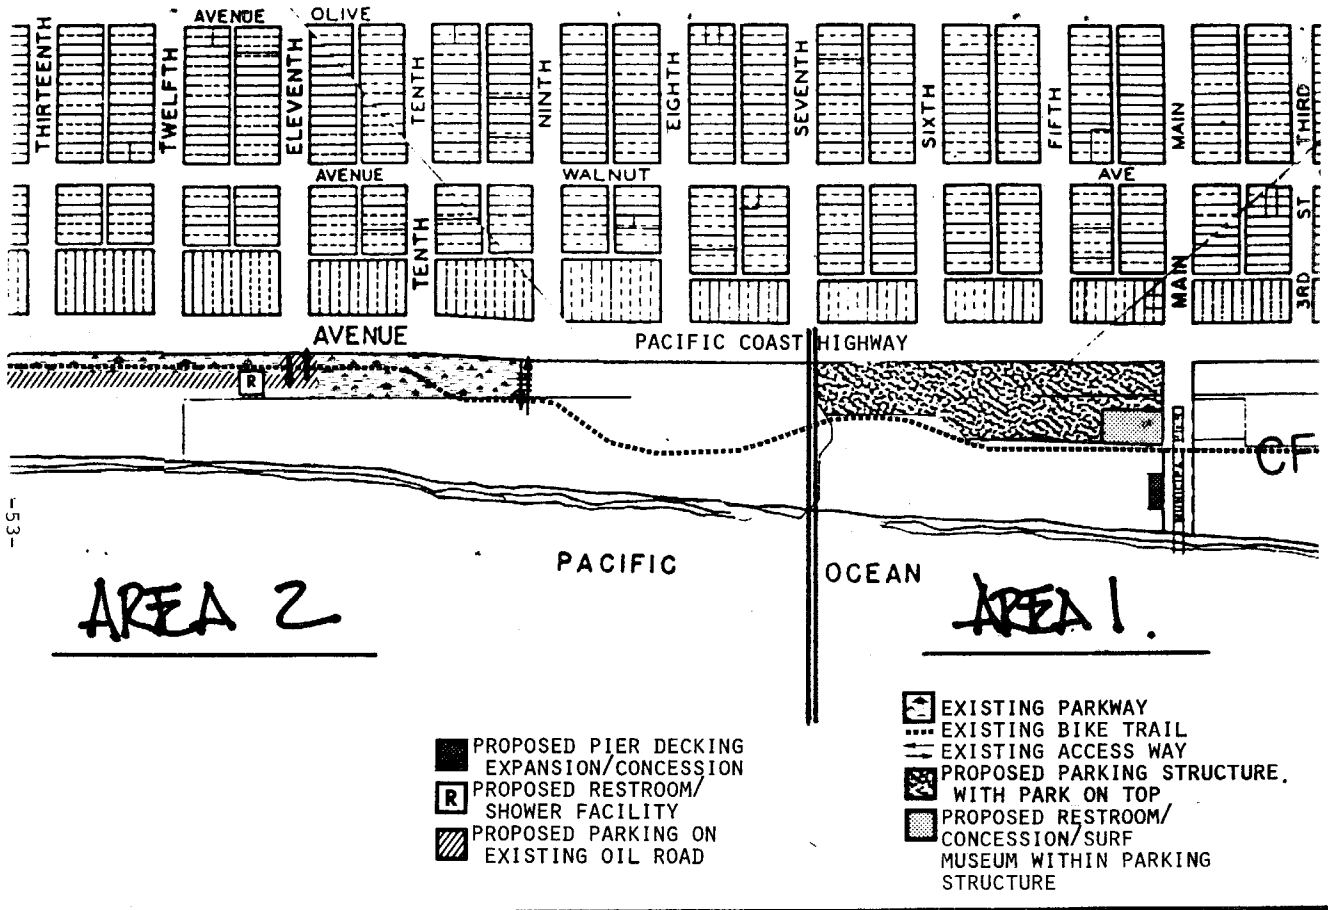 AVENUE OLIVE
THIRTEENTH
TWELFTH
ELEVENTH
TENTH
NINTH
EIGHTH
SEVENTH
SIXTH
FIFTH
MAIN
THIRD
AVENUE WALNUT AVE
TENTH
MAIN
3RD ST
AVENUE
PACIFIC COAST HIGHWAY
R
CF
-53-
PACIFIC OCEAN
AREA 2
AREA 1.
PROPOSED PIER DECKING
EXPANSION/CONCESSION
R PROPOSED RESTROOM/
SHOWER FACILITY
PROPOSED PARKING ON
EXISTING OIL ROAD
EXISTING PARKWAY
EXISTING BIKE TRAIL
EXISTING ACCESS WAY
PROPOSED PARKING STRUCTURE.
WITH PARK ON TOP
PROPOSED RESTROOM/
CONCESSION/SURF
MUSEUM WITHIN PARKING
STRUCTURE